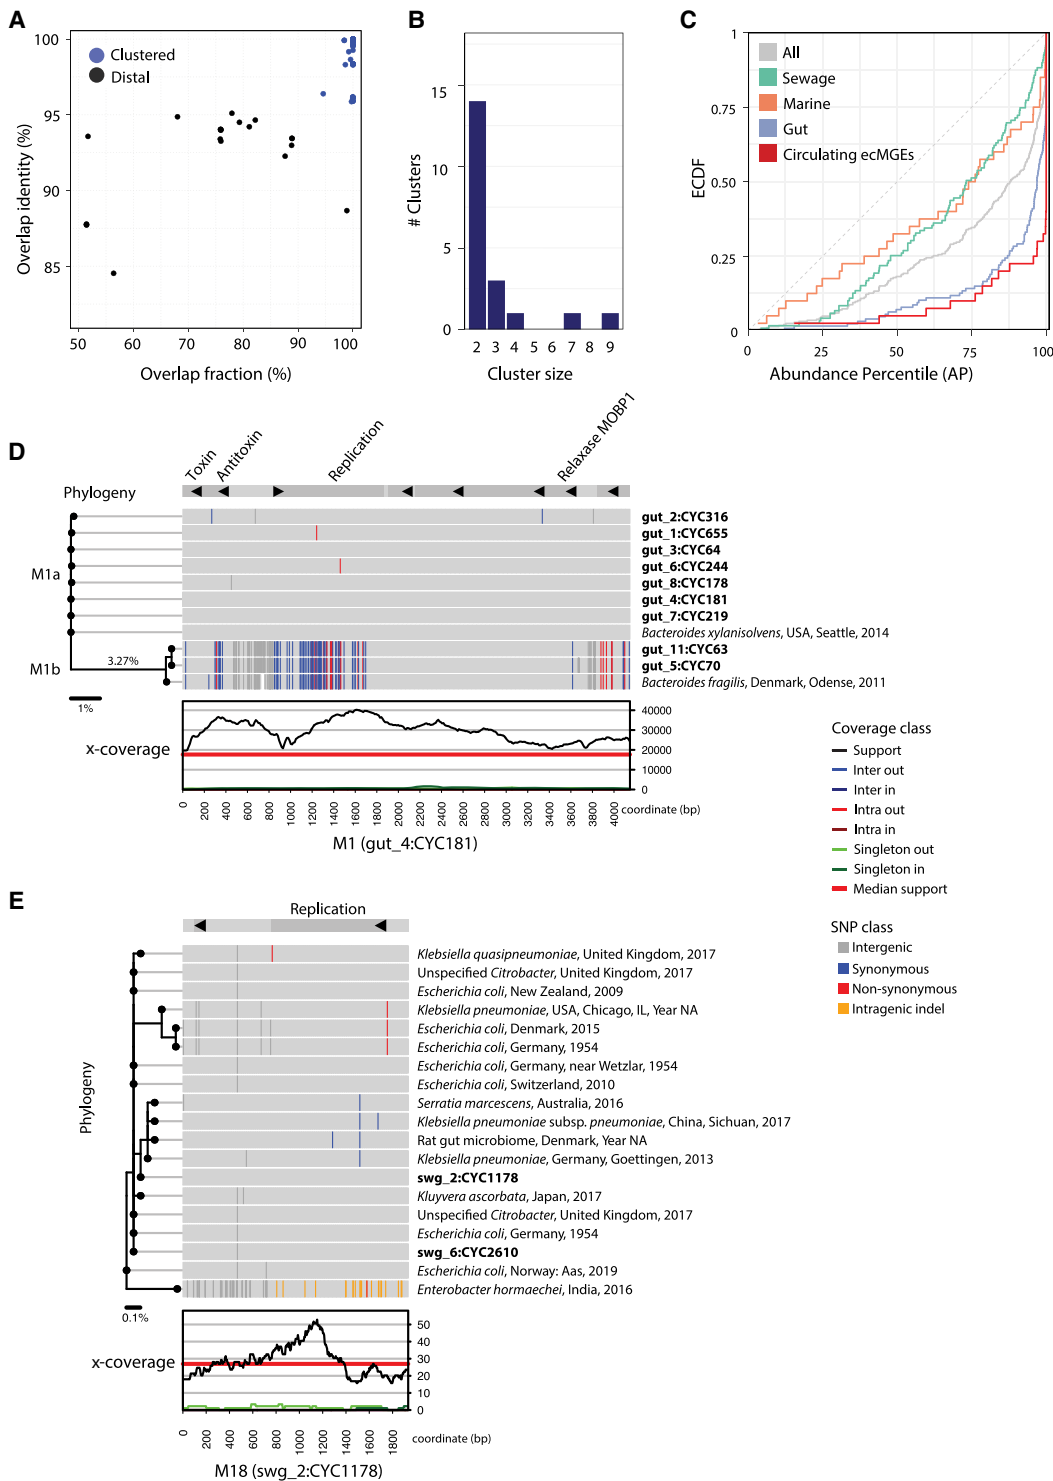 A
Overlap identity (%)
100
95
90
85
Clustered
Distal
50 60 70 80 90 100
Overlap fraction (%)
B
# Clusters
15
10
5
0
2 3 4 5 6 7 8 9
Cluster size
C
ECDF
1
0.75
0.50
0.25
0
All
Sewage
Marine
Gut
Circulating ecMGEs
0 25 50 75 100
Abundance Percentile (AP)
D
Toxin
Antitoxin
Replication
Relaxase MOBP1
Phylogeny
M1a
M1b
3.27%
1%
gut_2:CYC316
gut_1:CYC655
gut_3:CYC64
gut_6:CYC244
gut_8:CYC178
gut_4:CYC181
gut_7:CYC219
Bacteroides xylanisolvens, USA, Seattle, 2014
gut_11:CYC63
gut_5:CYC70
Bacteroides fragilis, Denmark, Odense, 2011
x-coverage
40000
30000
20000
10000
0
0 200 400 600 800 1000 1200 1400 1600 1800 2000 2200 2400 2600 2800 3000 3200 3400 3600 3800 4000
coordinate (bp)
M1 (gut_4:CYC181)
Coverage class
Support
Inter out
Inter in
Intra out
Intra in
Singleton out
Singleton in
Median support
SNP class
Intergenic
Synonymous
Non-synonymous
Intragenic indel
E
Replication
Phylogeny
0.1%
Klebsiella quasipneumoniae, United Kingdom, 2017
Unspecified Citrobacter, United Kingdom, 2017
Escherichia coli, New Zealand, 2009
Klebsiella pneumoniae, USA, Chicago, IL, Year NA
Escherichia coli, Denmark, 2015
Escherichia coli, Germany, 1954
Escherichia coli, Germany, near Wetzlar, 1954
Escherichia coli, Switzerland, 2010
Serratia marcescens, Australia, 2016
Klebsiella pneumoniae subsp. pneumoniae, China, Sichuan, 2017
Rat gut microbiome, Denmark, Year NA
Klebsiella pneumoniae, Germany, Goettingen, 2013
swg_2:CYC1178
Kluyvera ascorbata, Japan, 2017
Unspecified Citrobacter, United Kingdom, 2017
Escherichia coli, Germany, 1954
swg_6:CYC2610
Escherichia coli, Norway: Aas, 2019
Enterobacter hormaechei, India, 2016
x-coverage
50
40
30
20
10
0
0 200 400 600 800 1000 1200 1400 1600 1800
coordinate (bp)
M18 (swg_2:CYC1178)